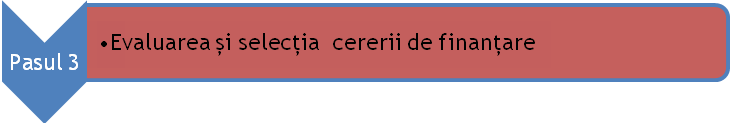 Pasul 3
•Evaluarea și selecția  cererii de finanțare